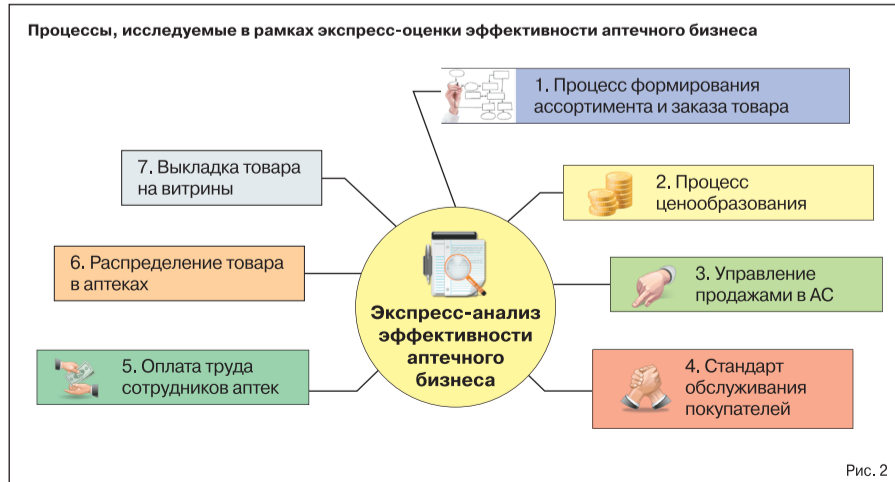 Процессы, исследуемые в рамках экспресс-оценки эффективности аптечного бизнеса
1. Процесс формирования
ассортимента и заказа товара
2. Процесс
ценообразования
3. Управление
продажами в АС
4. Стандарт
обслуживания
покупателей
5. Оплата труда
сотрудников аптек
6. Распределение товара
в аптеках
7. Выкладка товара
на витрины
Экспресс-анализ
эффективности
аптечного
бизнеса
Рис. 2